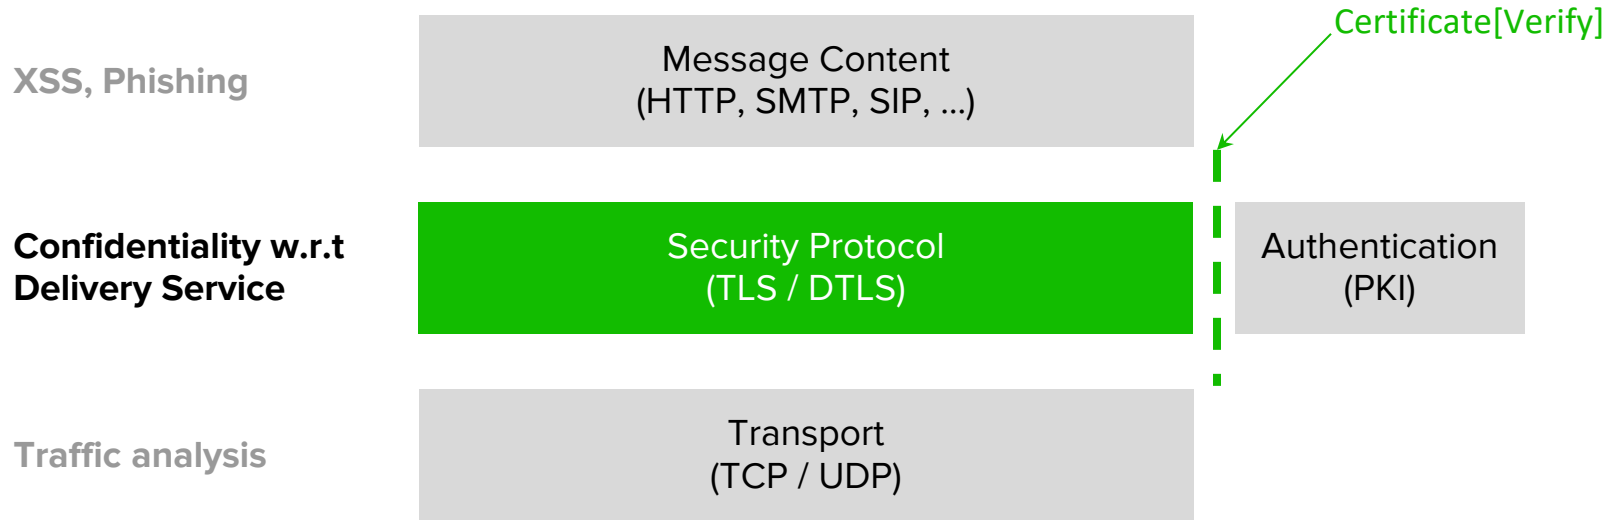 Certificate[Verify]
XSS, Phishing
Message Content
(HTTP, SMTP, SIP, ...)
Confidentiality w.r.t
Delivery Service
Security Protocol
(TLS / DTLS)
Authentication
(PKI)
Traffic analysis
Transport
(TCP / UDP)